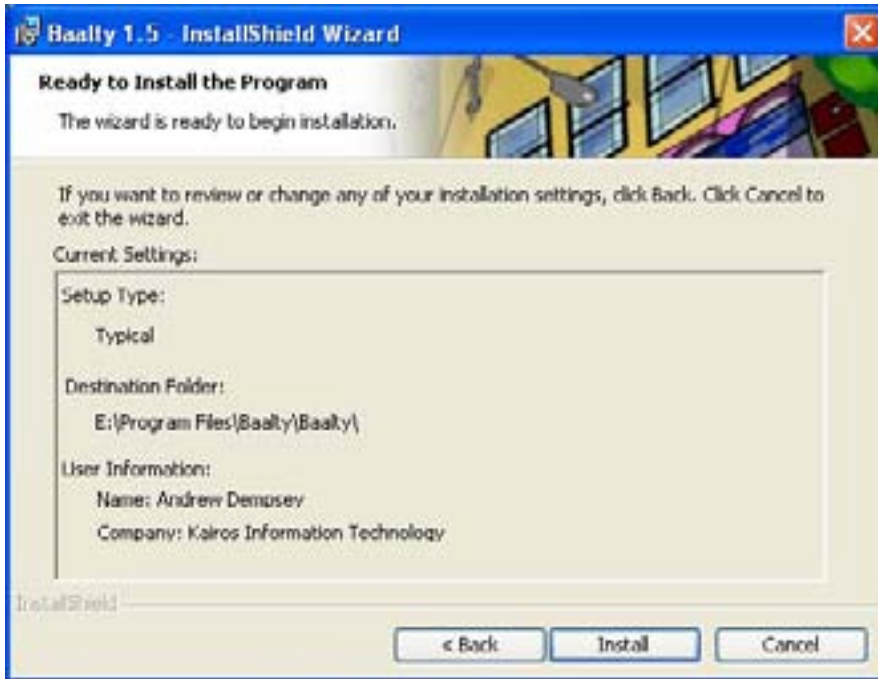 Baalty 1.5 - InstallShield Wizard
Ready to Install the Program
The wizard is ready to begin installation.
If you want to review or change any of your installation settings, click Back. Click Cancel to
exit the wizard.
Current Settings:
Setup Type:
Typical
Destination Folder:
E:\Program Files\Baalty\Baalty\
User Information:
Name: Andrew Dempsey
Company: Kairos Information Technology
InstallShield
< Back
Install
Cancel